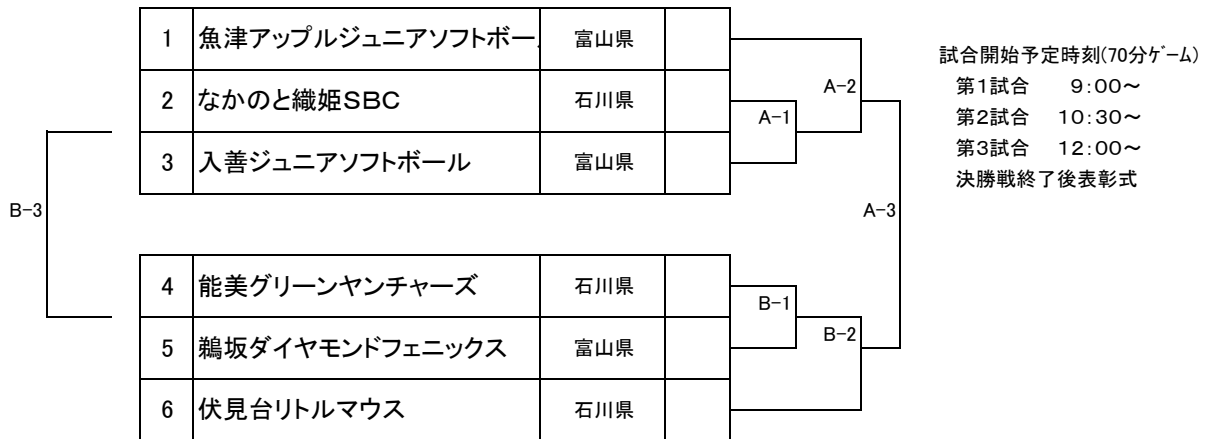 1 魚津アップルジュニアソフトボー 富山県
2 なかのと織姫SBC 石川県
3 入善ジュニアソフトボール 富山県
4 能美グリーンヤンチャーズ 石川県
5 鵜坂ダイヤモンドフェニックス 富山県
6 伏見台リトルマウス 石川県
A-1
A-2
A-3
B-1
B-2
B-3
試合開始予定時刻(70分ゲーム)
第1試合 9:00～
第2試合 10:30～
第3試合 12:00～
決勝戦終了後表彰式